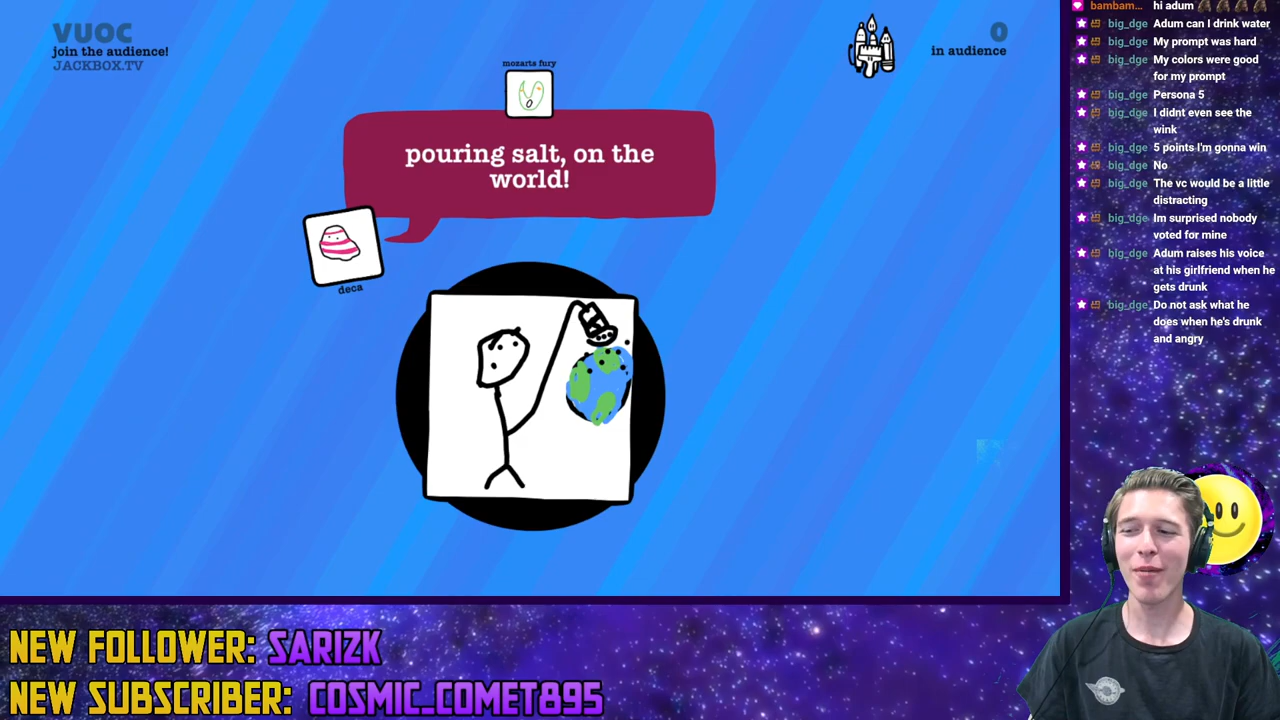 VUOC
join the audience!
JACKBOX.TV
mozarts fury
0
in audience
pouring salt, on the
world!
deca
bambam... hi adum
big_dge Adum can I drink water
big_dge My prompt was hard
big_dge My colors were good
for my prompt
big_dge Persona 5
big_dge I didnt even see the
wink
big_dge 5 points I'm gonna win
big_dge No
big_dge The vc would be a little
distracting
big_dge Im surprised nobody
voted for mine
big_dge Adum raises his voice
at his girlfriend when he
gets drunk
big_dge Do not ask what he
does when he's drunk
and angry
NEW FOLLOWER: SARIZK
NEW SUBSCRIBER: COSMIC_COMET895